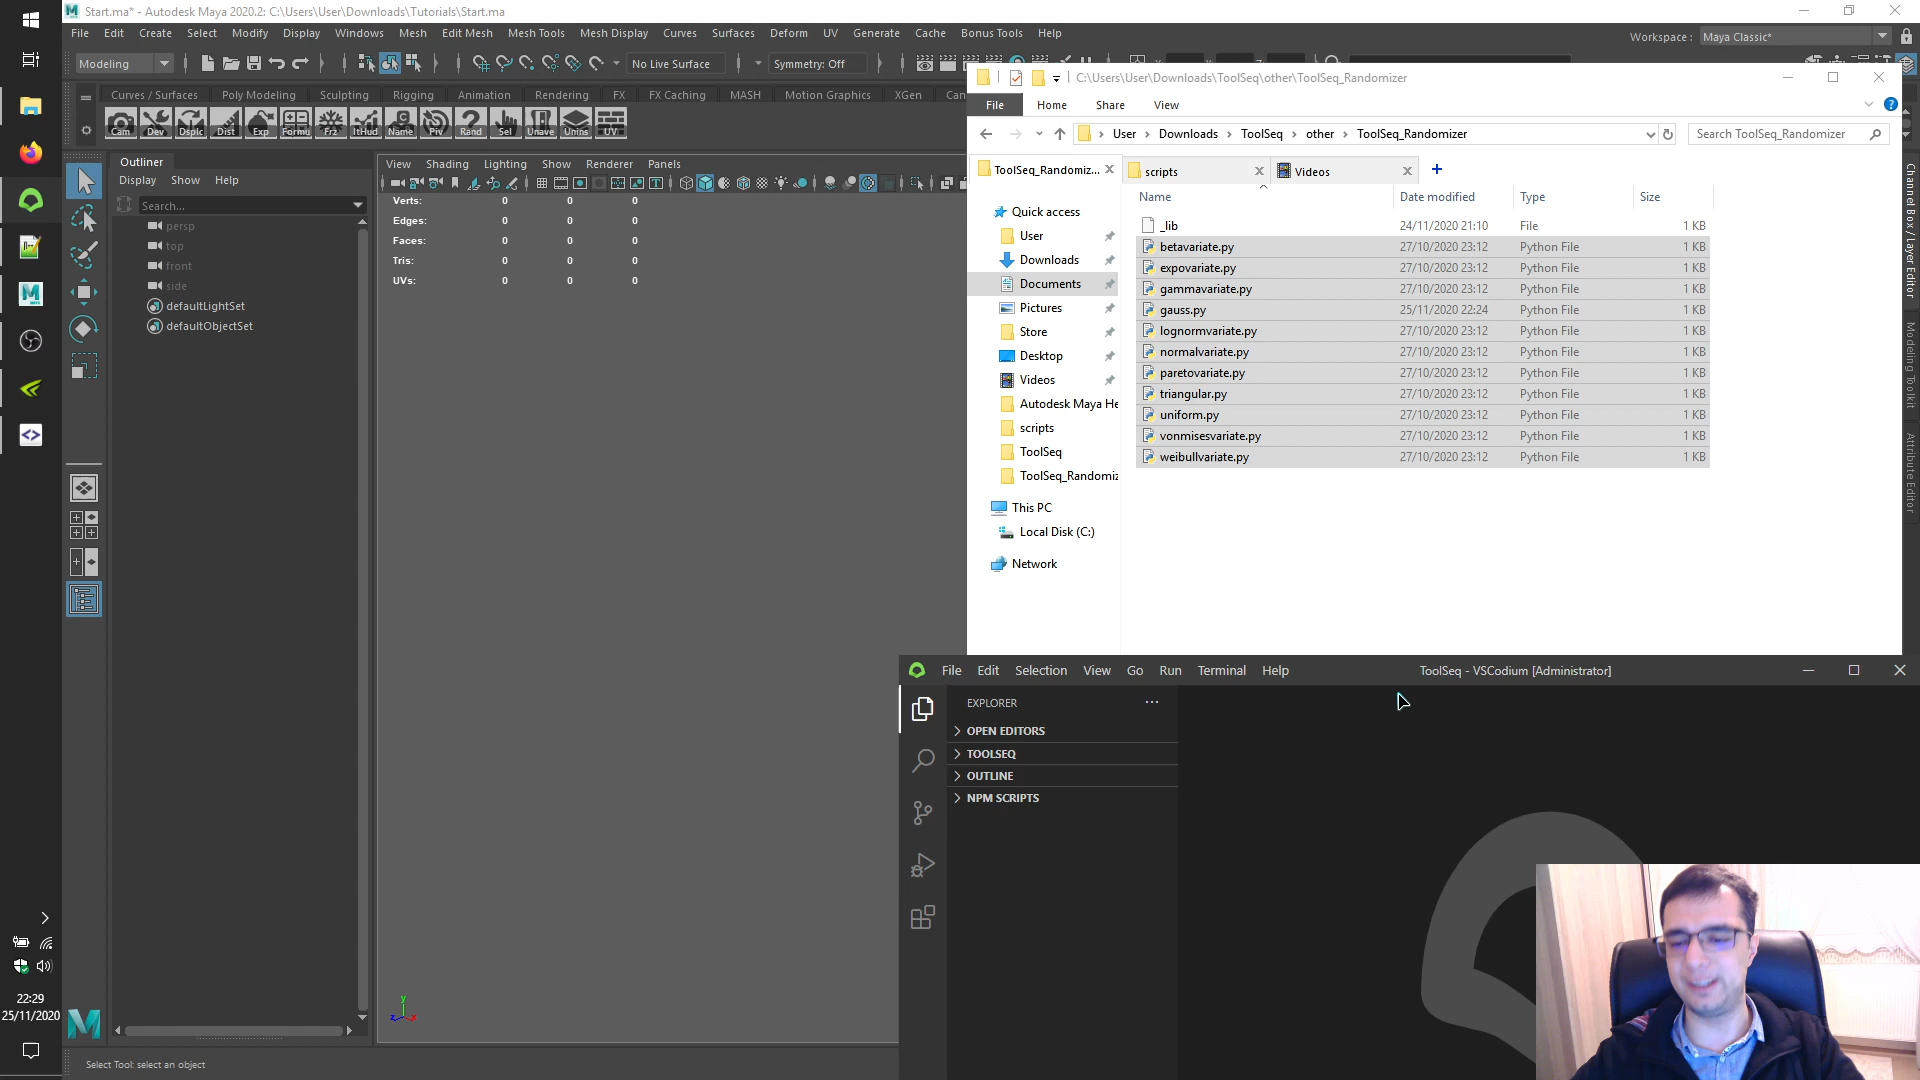 Start.ma* - Autodesk Maya 2020.2: C:\Users\User\Downloads\Tutorials\Start.ma
File Edit Create Select Modify Display Windows Mesh Edit Mesh Mesh Tools Mesh Display Curves Surfaces Deform UV Generate Cache Bonus Tools Help
Workspace : Maya Classic*
Modeling
No Live Surface
Symmetry: Off
Curves / Surfaces Poly Modeling Sculpting Rigging Animation Rendering FX FX Caching MASH Motion Graphics XGen
Cam Dev Dsplc Dist Exp Formu Frz ItHud Name Piv Rand Sel Unave Unins UV
Outliner
Display Show Help
Search...
persp
top
front
side
defaultLightSet
defaultObjectSet
View Shading Lighting Show Renderer Panels
Verts: 0 0 0
Edges: 0 0 0
Faces: 0 0 0
Tris: 0 0 0
UVs: 0 0 0
y
z x
Select Tool: select an object
22:29
25/11/2020
C:\Users\User\Downloads\ToolSeq\other\ToolSeq_Randomizer
File Home Share View
User Downloads ToolSeq other ToolSeq_Randomizer
Search ToolSeq_Randomizer
ToolSeq_Randomiz...
scripts
Videos
Name Date modified Type Size
Quick access
User
Downloads
Documents
Pictures
Store
Desktop
Videos
Autodesk Maya He
scripts
ToolSeq
ToolSeq_Randomiz
This PC
Local Disk (C:)
Network
_lib 24/11/2020 21:10 File 1 KB
betavariate.py 27/10/2020 23:12 Python File 1 KB
expovariate.py 27/10/2020 23:12 Python File 1 KB
gammavariate.py 27/10/2020 23:12 Python File 1 KB
gauss.py 25/11/2020 22:24 Python File 1 KB
lognormvariate.py 27/10/2020 23:12 Python File 1 KB
normalvariate.py 27/10/2020 23:12 Python File 1 KB
paretovariate.py 27/10/2020 23:12 Python File 1 KB
triangular.py 27/10/2020 23:12 Python File 1 KB
uniform.py 27/10/2020 23:12 Python File 1 KB
vonmisesvariate.py 27/10/2020 23:12 Python File 1 KB
weibullvariate.py 27/10/2020 23:12 Python File 1 KB
Channel Box / Layer Editor
Modeling Toolkit
Attribute Editor
File Edit Selection View Go Run Terminal Help
ToolSeq - VSCodium [Administrator]
EXPLORER
OPEN EDITORS
TOOLSEQ
OUTLINE
NPM SCRIPTS